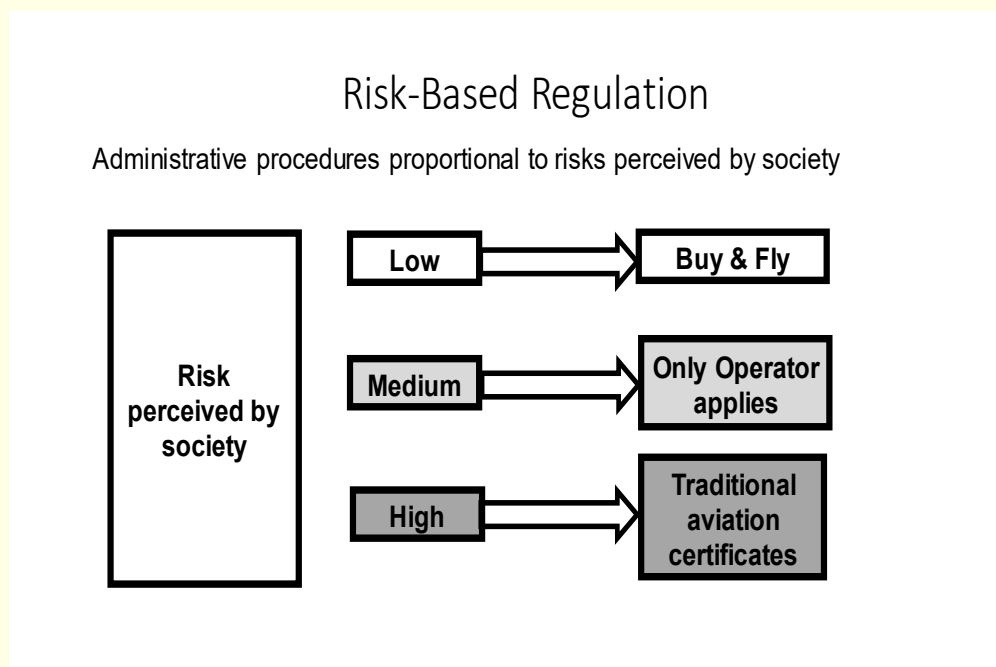 Risk-Based Regulation
Administrative procedures proportional to risks perceived by society
Risk
perceived by
society
Low
Buy & Fly
Medium
Only Operator
applies
High
Traditional
aviation
certificates